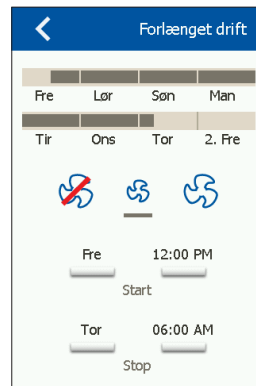 Forlænget drift
Fre Lør Søn Man
Tir Ons Tor 2. Fre
Fre 12:00 PM
Start
Tor 06:00 AM
Stop